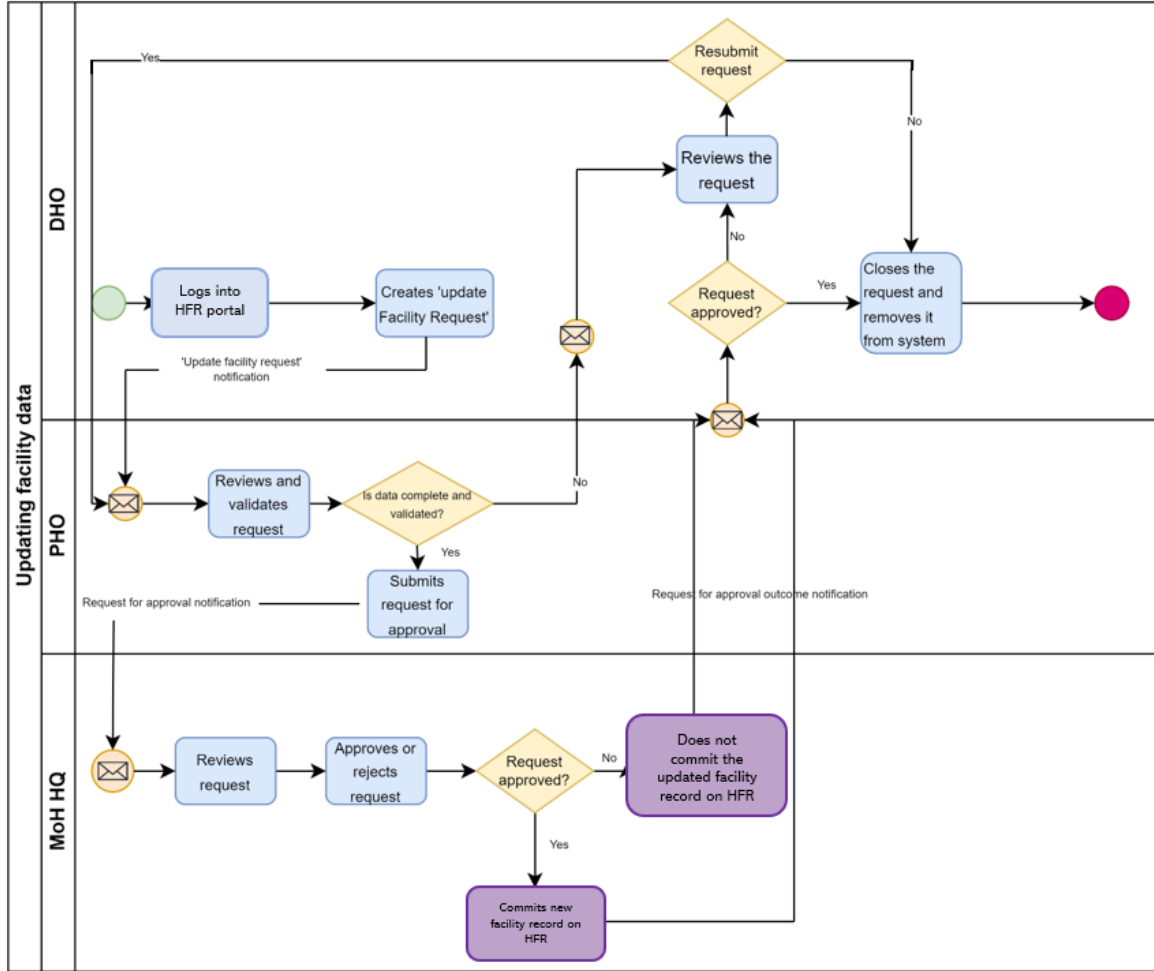 Updating facility data
DHO
PHO
MoH HQ
Resubmit
request
Yes
No
Reviews the
request
No
Logs into
HFR portal
Creates 'update
Facility Request'
Request
approved?
Yes
Closes the
request and
removes it
from system
'Update facility request'
notification
Reviews and
validates
request
Is data complete and
validated?
No
Yes
Submits
request for
approval
Request for approval notification
Request for approval outcome notification
Reviews
request
Approves or
rejects
request
Request
approved?
No
Does not
commit the
updated facility
record on HFR
Yes
Commits new
facility record on
HFR